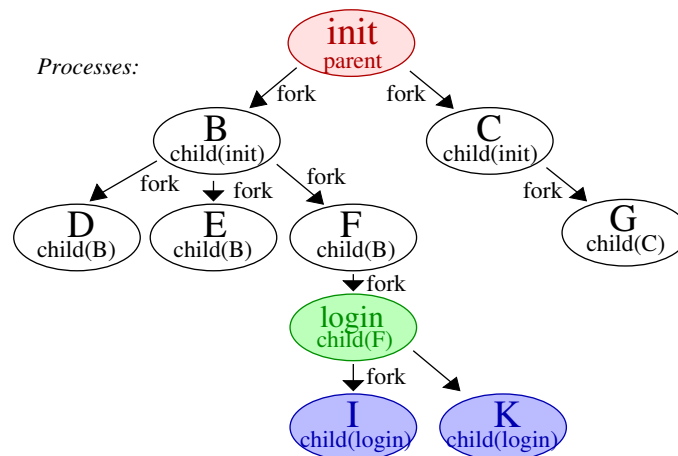 init
parent
Processes:
fork
fork
B
child(init)
C
child(init)
fork
fork
fork
fork
D
child(B)
E
child(B)
F
child(B)
G
child(C)
fork
login
child(F)
fork
I
child(login)
K
child(login)